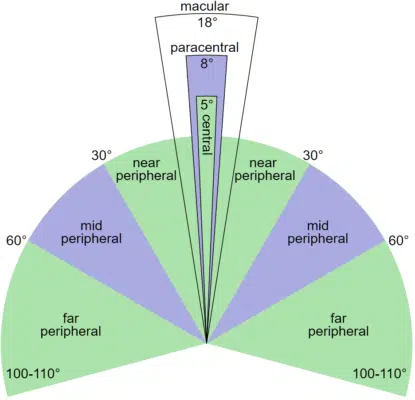 macular
18°
paracentral
8°
5°
central
30°
30°
near
peripheral
near
peripheral
60°
mid
peripheral
mid
peripheral
60°
far
peripheral
far
peripheral
100-110°
100-110°